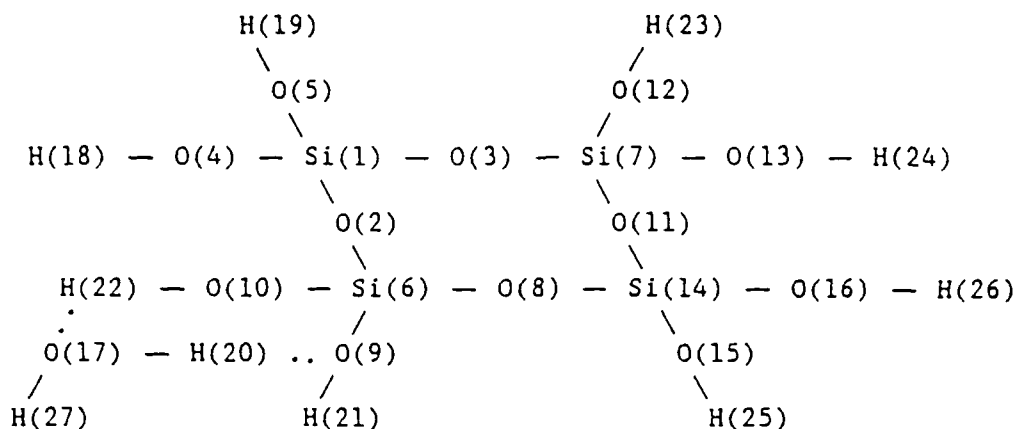 H(19) H(23)
O(5) O(12)
H(18) — O(4) — Si(1) — O(3) — Si(7) — O(13) — H(24)
O(2) O(11)
H(22) — O(10) — Si(6) — O(8) — Si(14) — O(16) — H(26)
O(17) — H(20) .. O(9) O(15)
H(27) H(21) H(25)